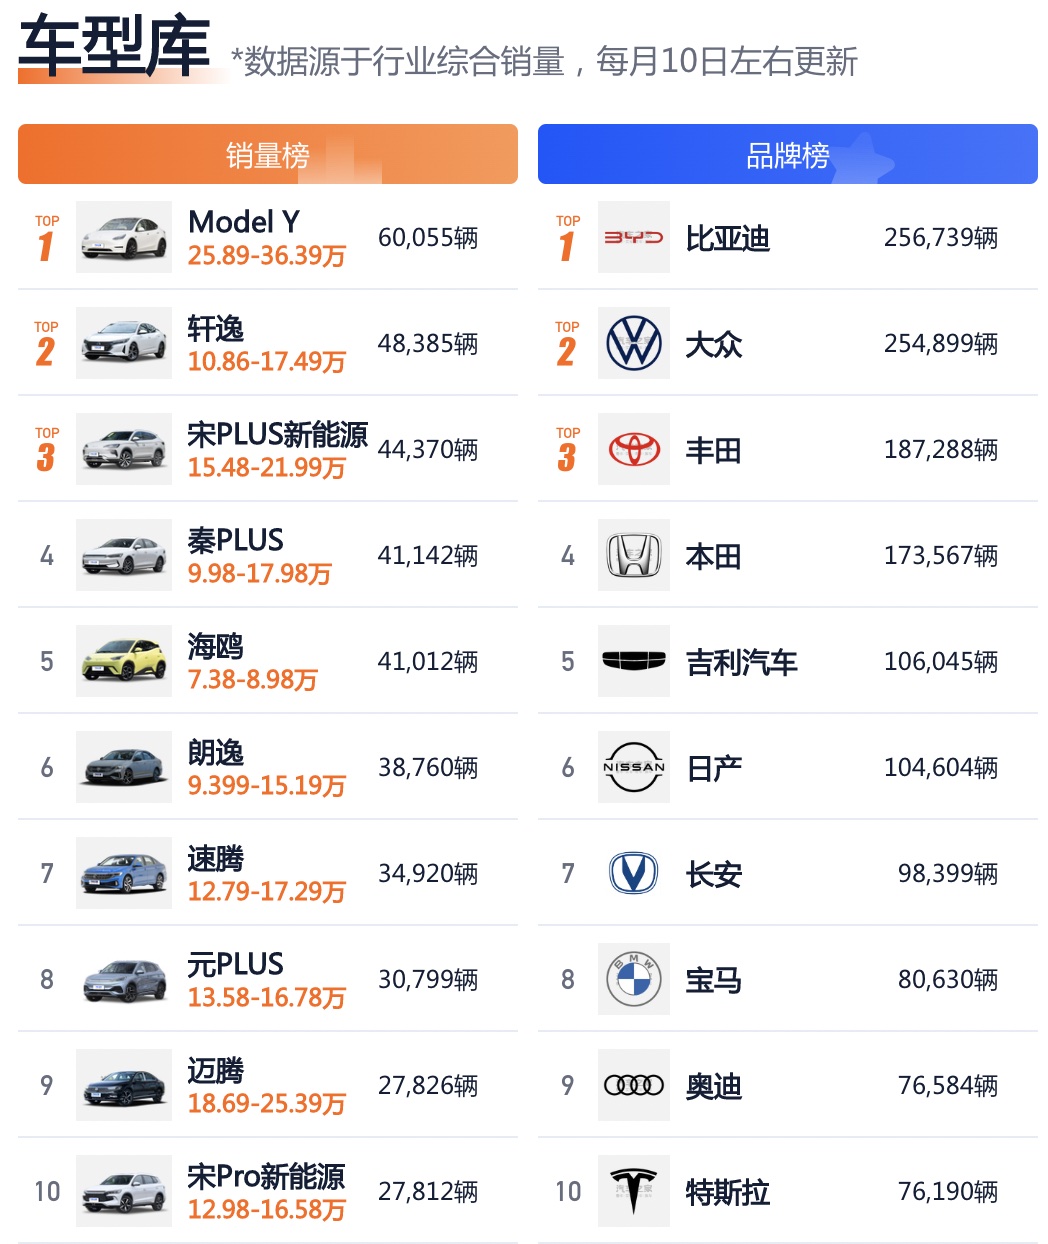 车型库 *数据源于行业综合销量，每月10日左右更新
销量榜
TOP 1 Model Y 60,055辆
25.89-36.39万
TOP 2 轩逸 48,385辆
10.86-17.49万
TOP 3 宋PLUS新能源 44,370辆
15.48-21.99万
4 秦PLUS 41,142辆
9.98-17.98万
5 海鸥 41,012辆
7.38-8.98万
6 朗逸 38,760辆
9.399-15.19万
7 速腾 34,920辆
12.79-17.29万
8 元PLUS 30,799辆
13.58-16.78万
9 迈腾 27,826辆
18.69-25.39万
10 宋Pro新能源 27,812辆
12.98-16.58万
品牌榜
TOP 1 BYD 比亚迪 256,739辆
TOP 2 大众 254,899辆
TOP 3 丰田 187,288辆
4 本田 173,567辆
5 吉利汽车 106,045辆
6 NISSAN 日产 104,604辆
7 长安 98,399辆
8 BMW 宝马 80,630辆
9 奥迪 76,584辆
10 特斯拉 76,190辆